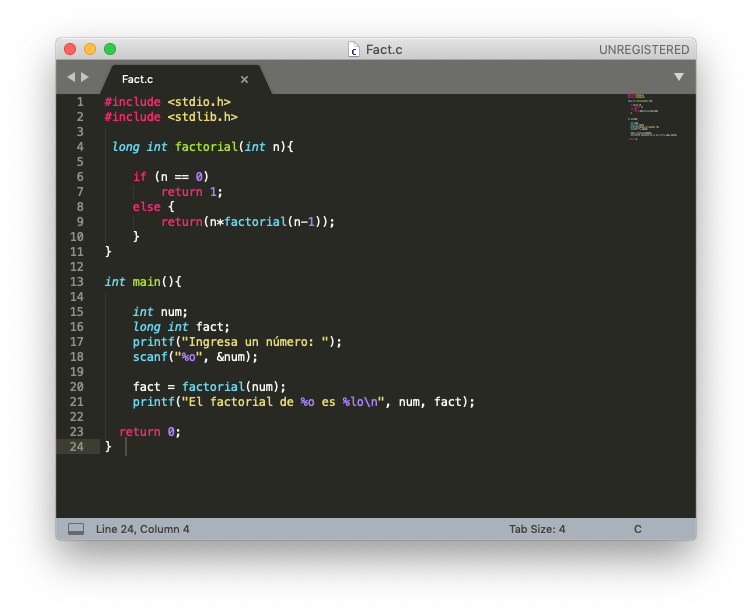 Fact.c
UNREGISTERED
Fact.c
1 #include <stdio.h>
2 #include <stdlib.h>
3
4 long int factorial(int n){
5
6 if (n == 0)
7 return 1;
8 else {
9 return(n*factorial(n-1));
10 }
11 }
12
13 int main(){
14
15 int num;
16 long int fact;
17 printf("Ingresa un número: ");
18 scanf("%o", &num);
19
20 fact = factorial(num);
21 printf("El factorial de %o es %lo\n", num, fact);
22
23 return 0;
24 }
Line 24, Column 4
Tab Size: 4
C